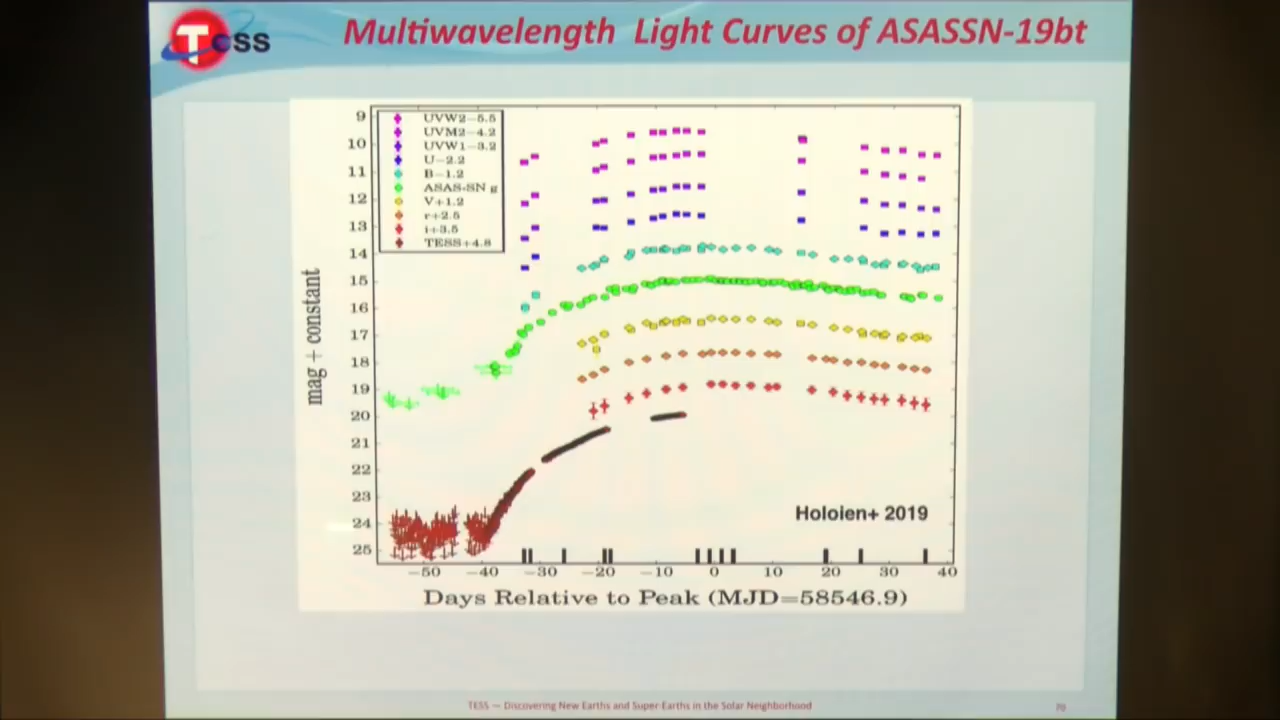 TESS
Multiwavelength Light Curves of ASASSN-19bt
UVW2−5.5
UVM2−4.2
UVW1−3.2
U−2.2
B−1.2
ASAS-SN g
V+1.2
r+2.5
i+3.5
TESS+4.8
9
10
11
12
13
14
15
16
17
18
19
20
21
22
23
24
25
mag + constant
Holoien+ 2019
−50 −40 −30 −20 −10 0 10 20 30 40
Days Relative to Peak (MJD=58546.9)
TESS — Discovering New Earths and Super-Earths in the Solar Neighborhood
70